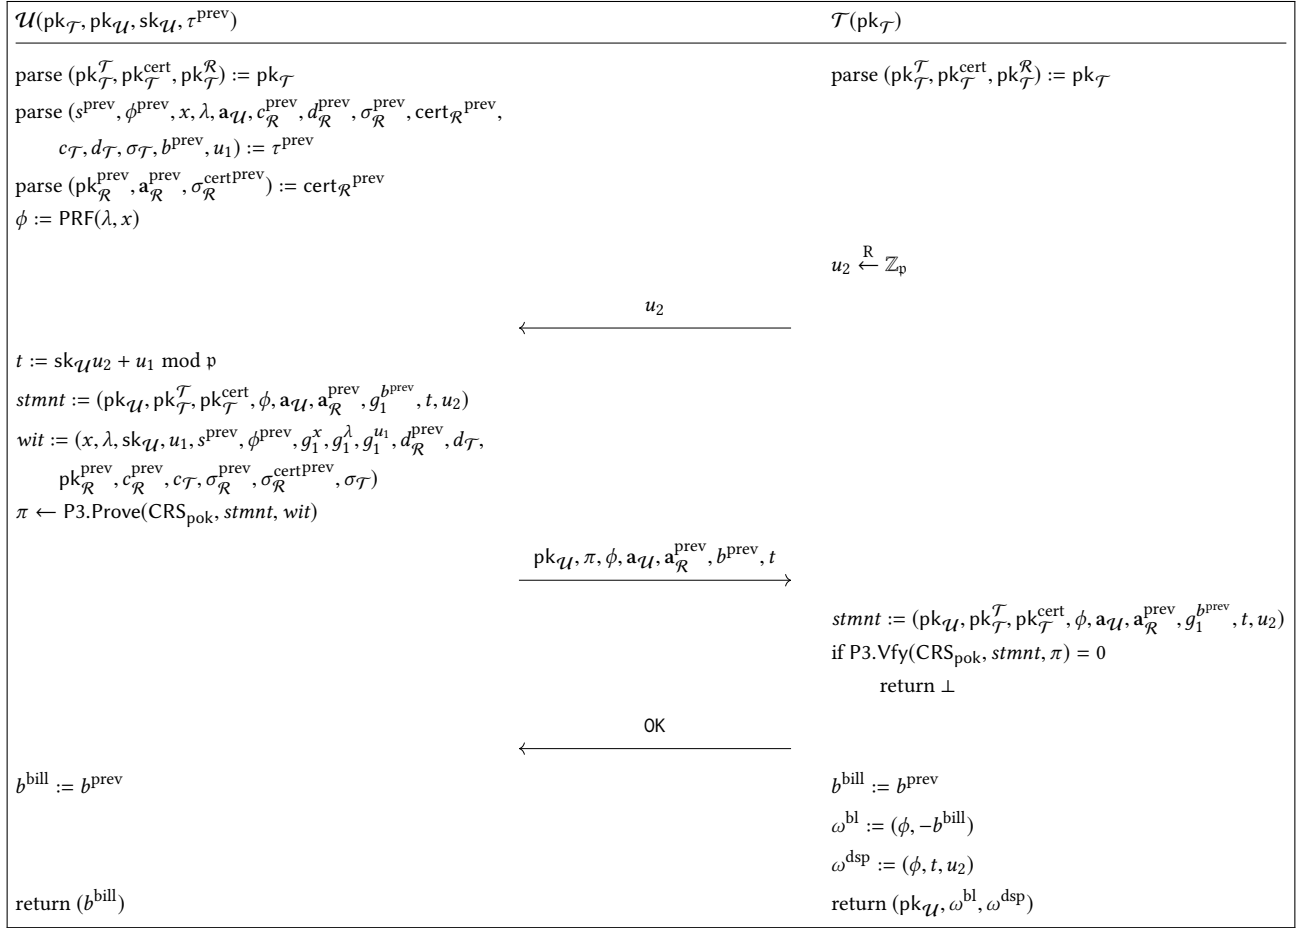 𝒰(pk_𝒯, pk_𝒰, sk_𝒰, τ^prev)
𝒯(pk_𝒯)
parse (pk_𝒯^𝒯, pk_𝒯^cert, pk_𝒯^ℛ) := pk_𝒯
parse (pk_𝒯^𝒯, pk_𝒯^cert, pk_𝒯^ℛ) := pk_𝒯
parse (s^prev, ϕ^prev, x, λ, a_𝒰, c_ℛ^prev, d_ℛ^prev, σ_ℛ^prev, cert_ℛ^prev,
c_𝒯, d_𝒯, σ_𝒯, b^prev, u_1) := τ^prev
parse (pk_ℛ^prev, a_ℛ^prev, σ_ℛ^cert^prev) := cert_ℛ^prev
ϕ := PRF(λ, x)
u_2 ←^R ℤ_𝔭
u_2
t := sk_𝒰 u_2 + u_1 mod 𝔭
stmnt := (pk_𝒰, pk_𝒯^𝒯, pk_𝒯^cert, ϕ, a_𝒰, a_ℛ^prev, g_1^{b^prev}, t, u_2)
wit := (x, λ, sk_𝒰, u_1, s^prev, ϕ^prev, g_1^x, g_1^λ, g_1^{u_1}, d_ℛ^prev, d_𝒯,
pk_ℛ^prev, c_ℛ^prev, c_𝒯, σ_ℛ^prev, σ_ℛ^cert^prev, σ_𝒯)
π ← P3.Prove(CRS_pok, stmnt, wit)
pk_𝒰, π, ϕ, a_𝒰, a_ℛ^prev, b^prev, t
stmnt := (pk_𝒰, pk_𝒯^𝒯, pk_𝒯^cert, ϕ, a_𝒰, a_ℛ^prev, g_1^{b^prev}, t, u_2)
if P3.Vfy(CRS_pok, stmnt, π) = 0
return ⊥
OK
b^bill := b^prev
b^bill := b^prev
ω^bl := (ϕ, −b^bill)
ω^dsp := (ϕ, t, u_2)
return (b^bill)
return (pk_𝒰, ω^bl, ω^dsp)